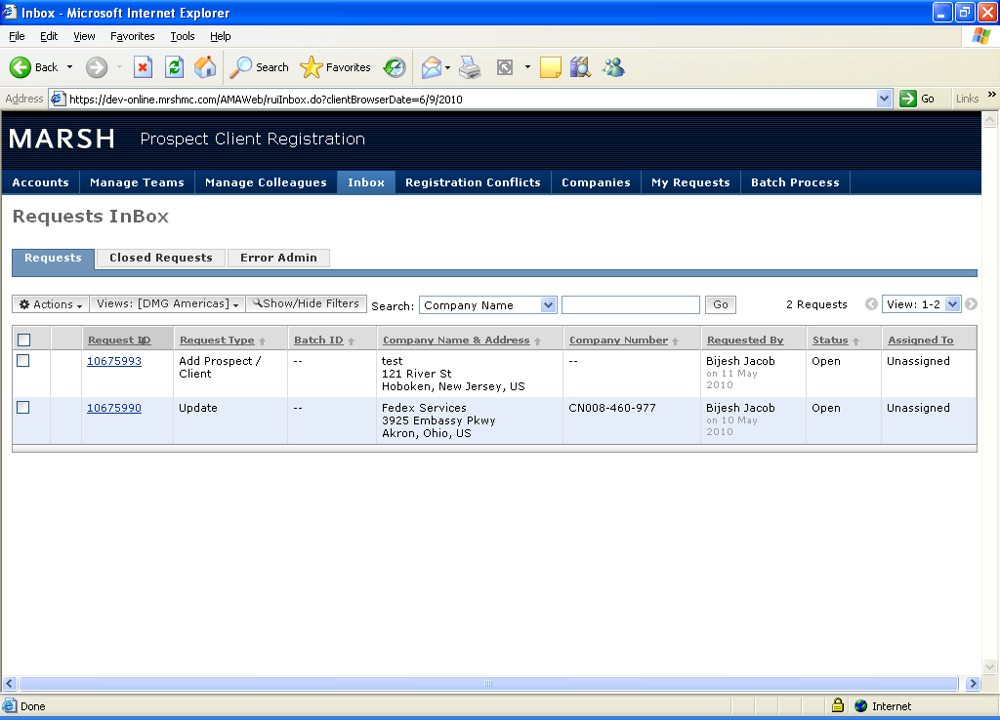 Inbox - Microsoft Internet Explorer
File Edit View Favorites Tools Help
Back Search Favorites
Address https://dev-online.mrshmc.com/AMAWeb/ruiInbox.do?clientBrowserDate=6/9/2010 Go Links »
MARSH Prospect Client Registration
Accounts Manage Teams Manage Colleagues Inbox Registration Conflicts Companies My Requests Batch Process
Requests InBox
Requests Closed Requests Error Admin
Actions Views: [DMG Americas] Show/Hide Filters Search: Company Name Go 2 Requests View: 1-2
Request ID Request Type Batch ID Company Name & Address Company Number Requested By Status Assigned To
10675993 Add Prospect / -- test -- Bijesh Jacob Open Unassigned
Client 121 River St on 11 May
Hoboken, New Jersey, US 2010
10675990 Update -- Fedex Services CN008-460-977 Bijesh Jacob Open Unassigned
3925 Embassy Pkwy on 10 May
Akron, Ohio, US 2010
Done Internet